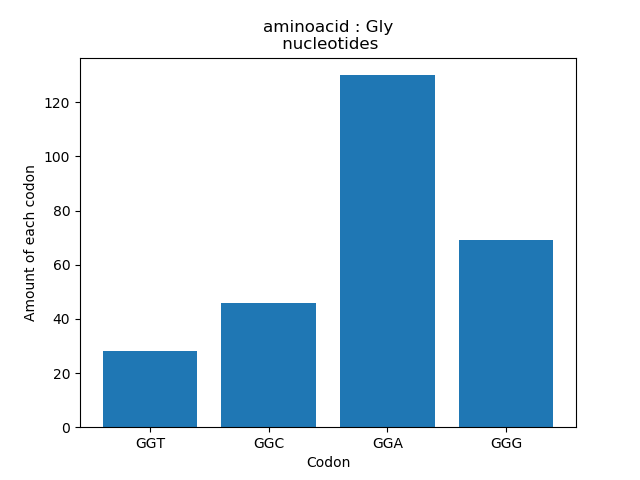 aminoacid : Gly
nucleotides
Amount of each codon
120
100
80
60
40
20
0
GGT GGC GGA GGG
Codon